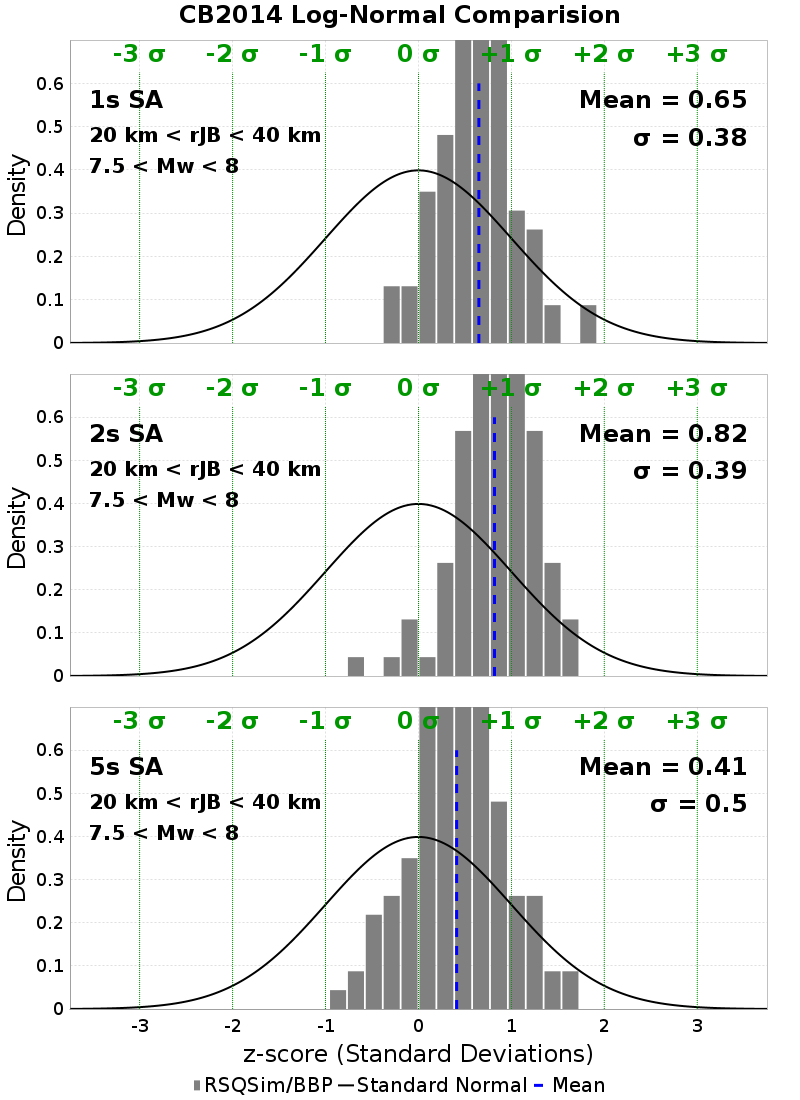 CB2014 Log-Normal Comparision
-3 σ -2 σ -1 σ 0 σ +1 σ +2 σ +3 σ
0.6
1s SA Mean = 0.65
0.5
20 km < rJB < 40 km σ = 0.38
7.5 < Mw < 8
0.4
Density
0.3
0.2
0.1
0
-3 σ -2 σ -1 σ 0 σ +1 σ +2 σ +3 σ
0.6
2s SA Mean = 0.82
0.5
20 km < rJB < 40 km σ = 0.39
7.5 < Mw < 8
0.4
Density
0.3
0.2
0.1
0
-3 σ -2 σ -1 σ 0 σ +1 σ +2 σ +3 σ
0.6
5s SA Mean = 0.41
0.5
20 km < rJB < 40 km σ = 0.5
7.5 < Mw < 8
0.4
Density
0.3
0.2
0.1
0
-3 -2 -1 0 1 2 3
z-score (Standard Deviations)
RSQSim/BBP Standard Normal Mean